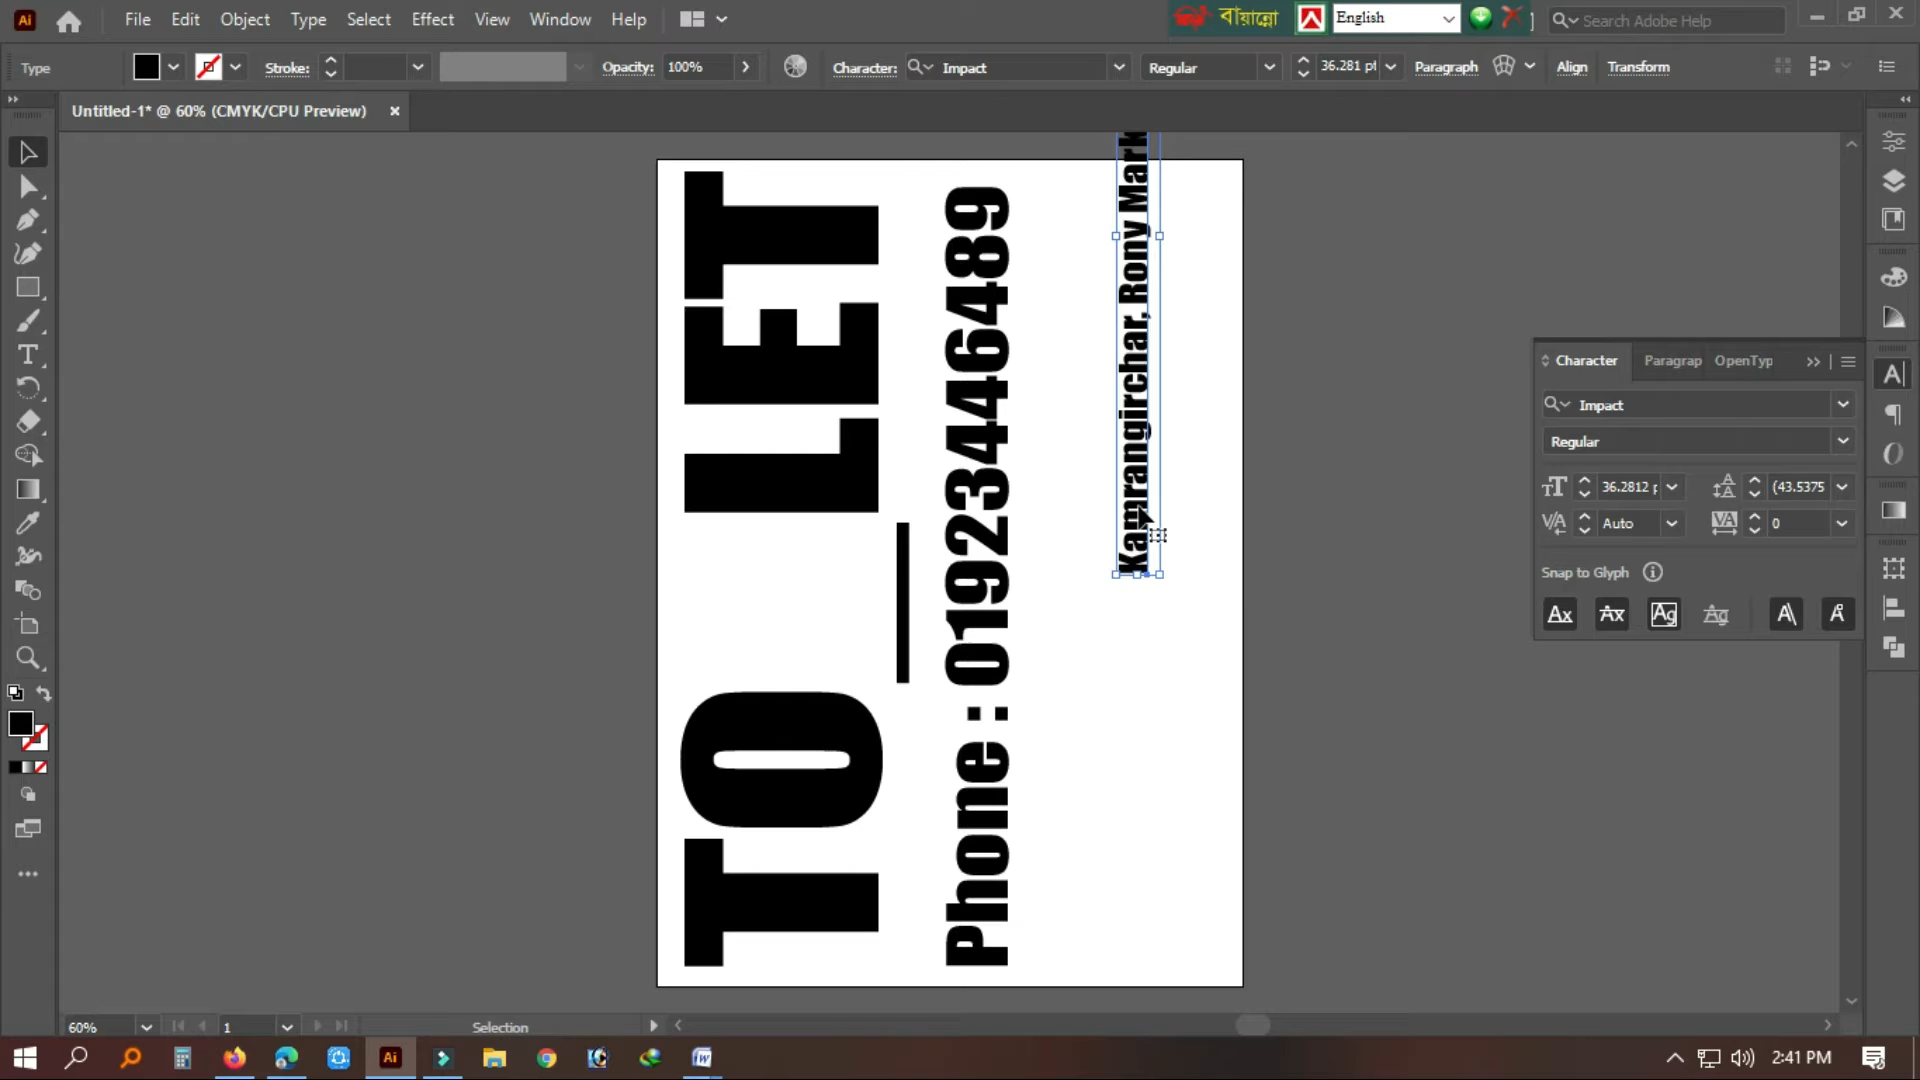 File Edit Object Type Select Effect View Window Help
বায়ান্নো
English
Search Adobe Help
Type
Stroke:
Opacity: 100%
Character: Impact
Regular
36.281 pt
Paragraph
Align
Transform
Untitled-1* @ 60% (CMYK/CPU Preview)
TO_LET
Phone : 01923446489
Kamrangirchar, Rony Mark
Character Paragrap OpenTyp
Impact
Regular
36.2812 p
(43.5375
Auto
0
Snap to Glyph
60%
1
Selection
2:41 PM